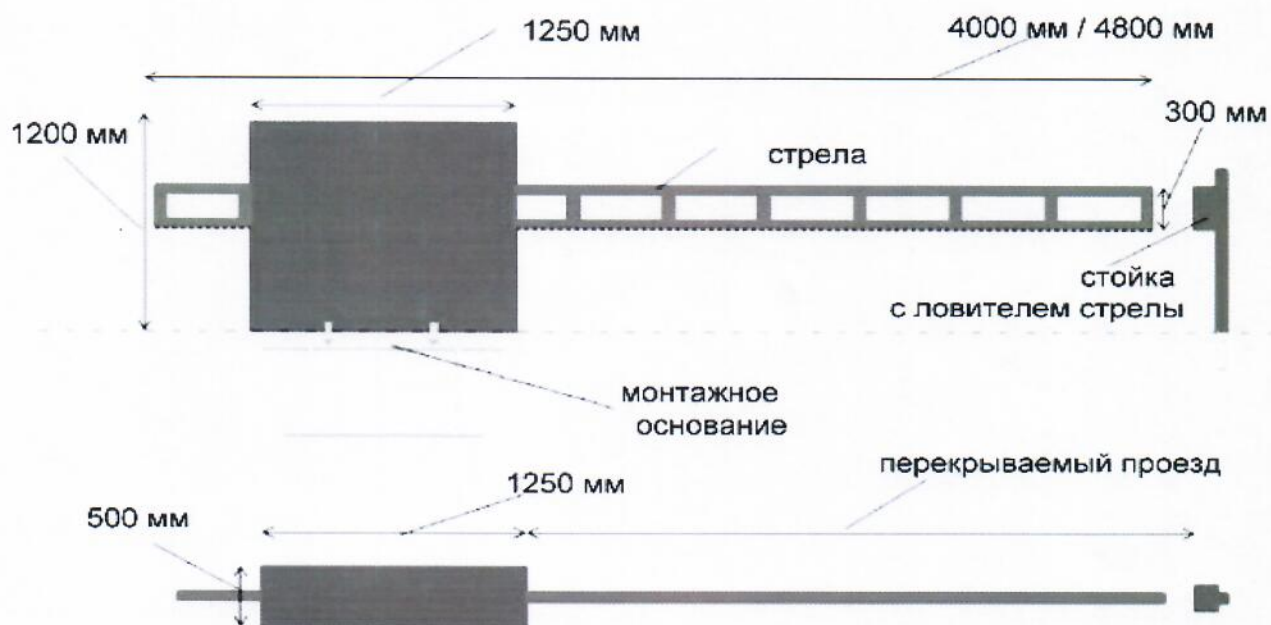 1250 мм
4000 мм / 4800 мм
1200 мм
300 мм
стрела
стойка
с ловителем стрелы
монтажное
основание
перекрываемый проезд
1250 мм
500 мм